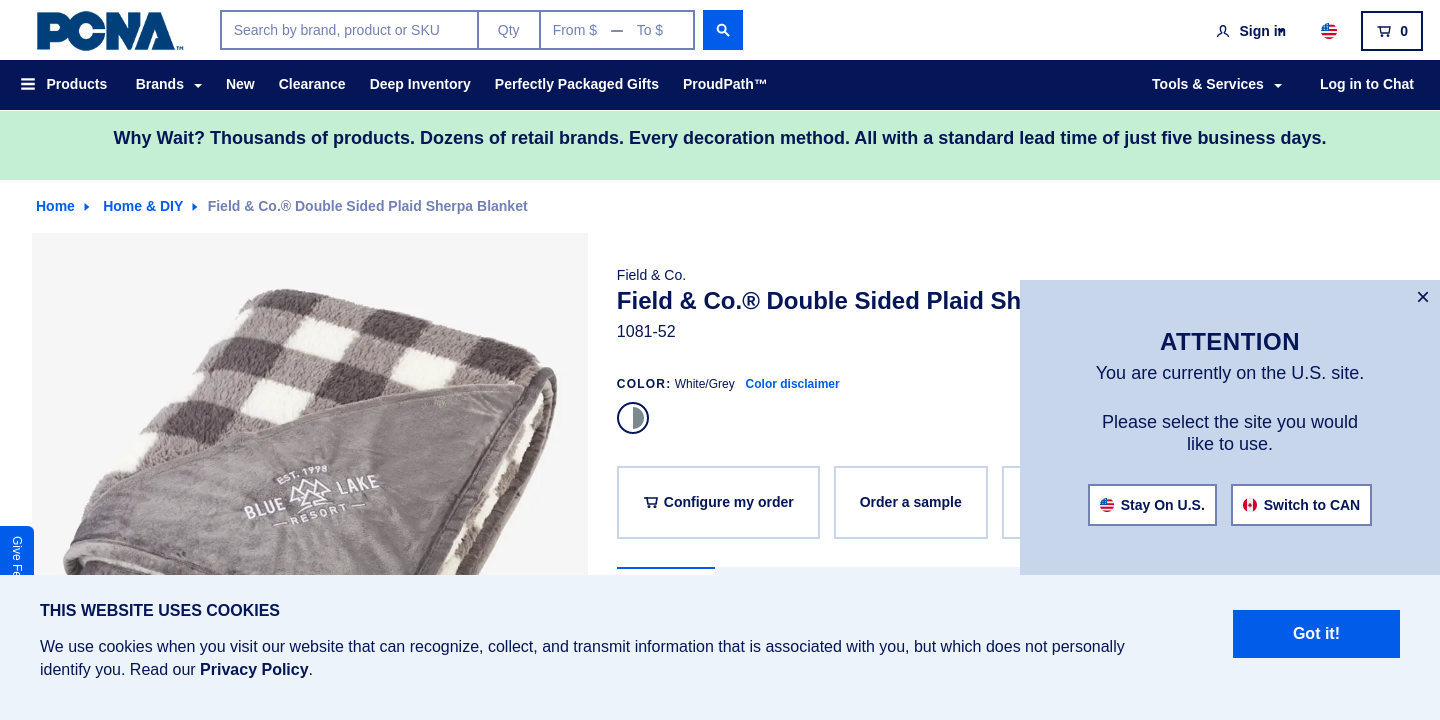 PCNA™
Search by brand, product or SKU
Qty
From $ — To $
Sign in
0
Products
Brands
New
Clearance
Deep Inventory
Perfectly Packaged Gifts
ProudPath™
Tools & Services
Log in to Chat
Why Wait? Thousands of products. Dozens of retail brands. Every decoration method. All with a standard lead time of just five business days.
Home
Home & DIY
Field & Co.® Double Sided Plaid Sherpa Blanket
EST. 1998
BLUE LAKE
— RESORT —
Field & Co.
Field & Co.® Double Sided Plaid Sh
1081-52
COLOR: White/Grey Color disclaimer
Configure my order
Order a sample
×
ATTENTION
You are currently on the U.S. site.
Please select the site you would
like to use.
Stay On U.S.
Switch to CAN
Give Fe
THIS WEBSITE USES COOKIES
We use cookies when you visit our website that can recognize, collect, and transmit information that is associated with you, but which does not personally
identify you. Read our Privacy Policy.
Got it!